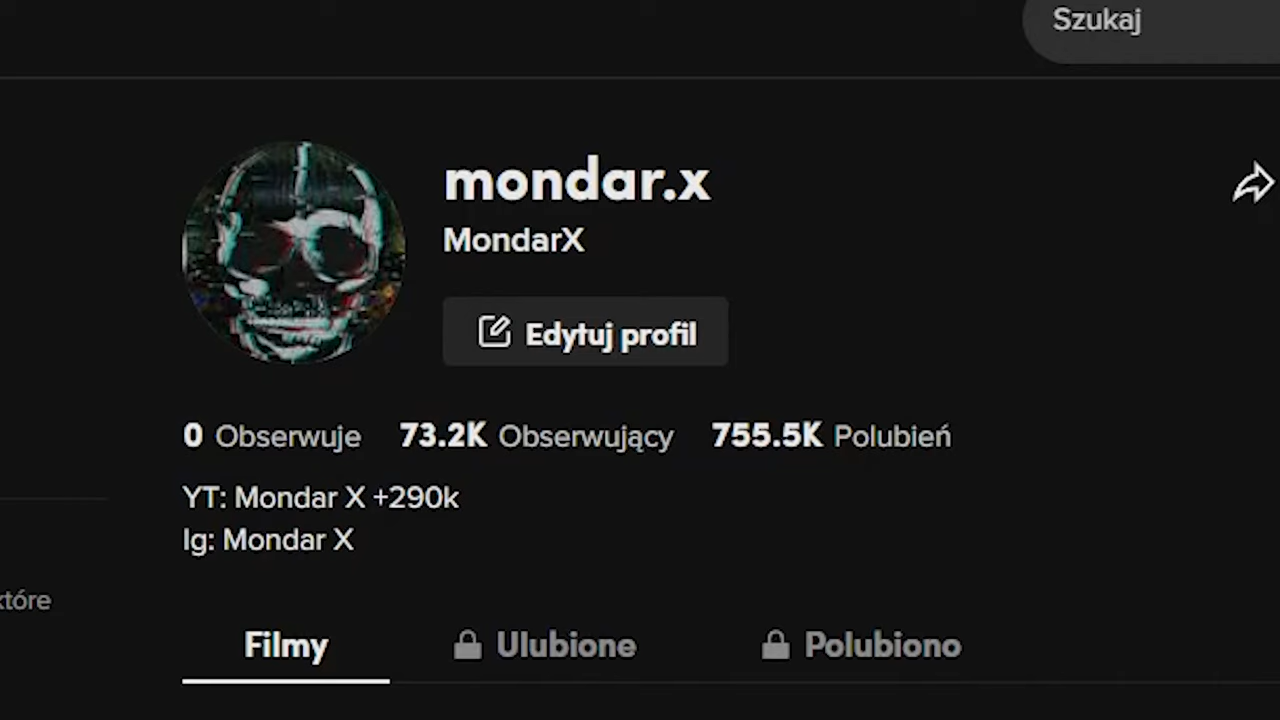 Szukaj
mondar.x
MondarX
Edytuj profil
0 Obserwuje 73.2K Obserwujący 755.5K Polubień
YT: Mondar X +290k
Ig: Mondar X
które
Filmy Ulubione Polubiono